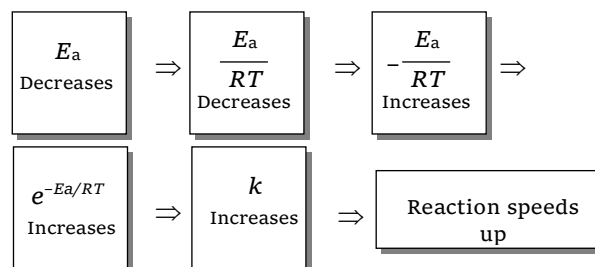 Eₐ
Decreases
⇒
Eₐ
RT
Decreases
⇒
-Eₐ
RT
Increases
⇒
e^{-Ea/RT}
Increases
⇒
k
Increases
⇒
Reaction speeds
up